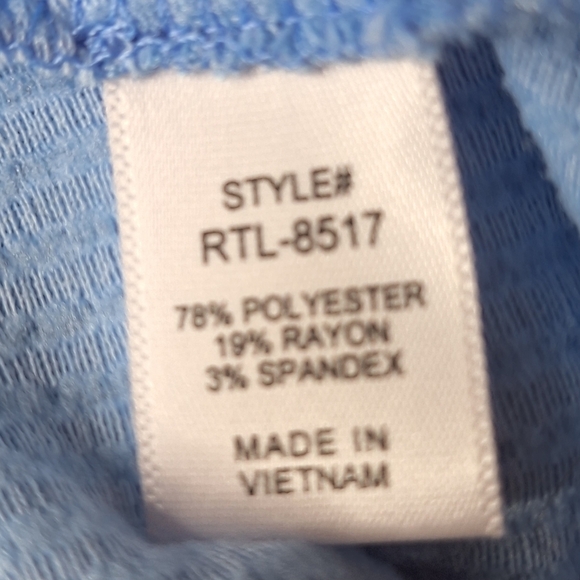 STYLE#
RTL-8517
78% POLYESTER
19% RAYON
3% SPANDEX
MADE IN
VIETNAM